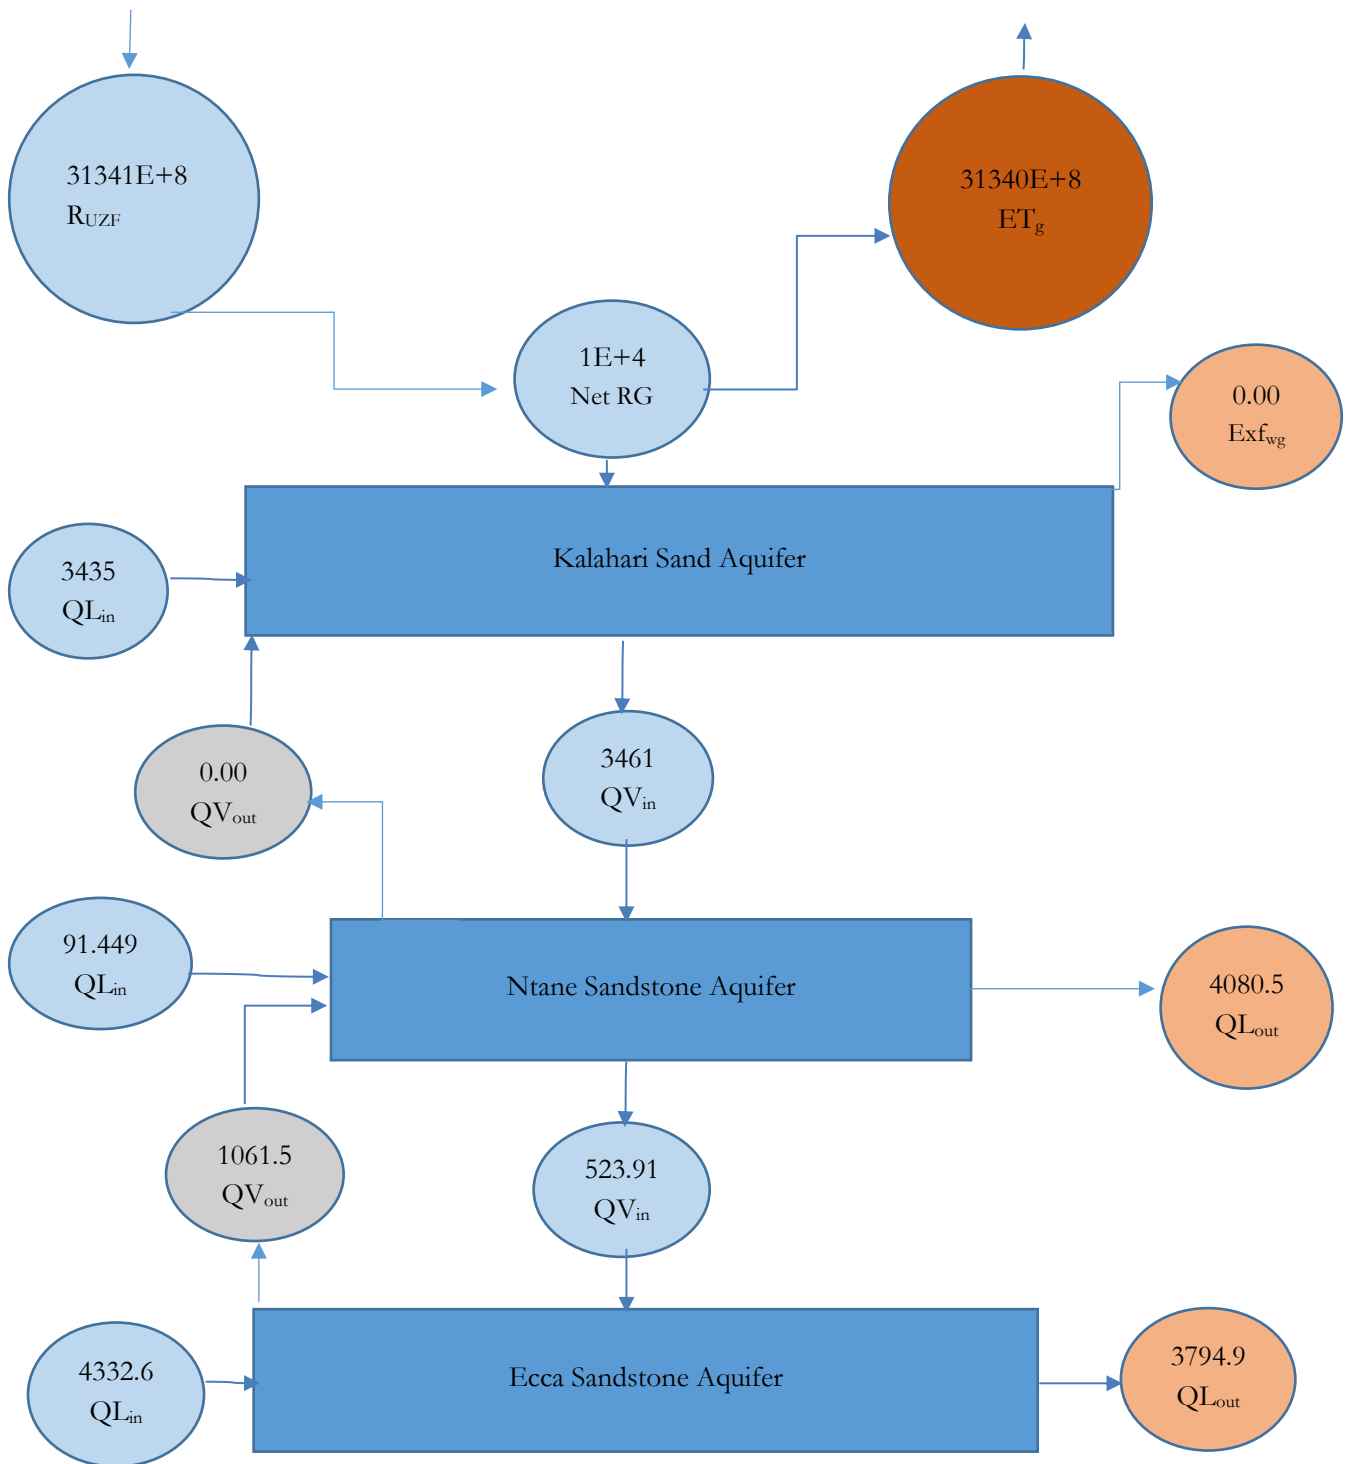 31341E+8
RUZF
31340E+8
ETg
1E+4
Net RG
0.00
Exfwg
Kalahari Sand Aquifer
3435
QLin
3461
QVin
0.00
QVout
91.449
QLin
Ntane Sandstone Aquifer
4080.5
QLout
1061.5
QVout
523.91
QVin
4332.6
QLin
Ecca Sandstone Aquifer
3794.9
QLout